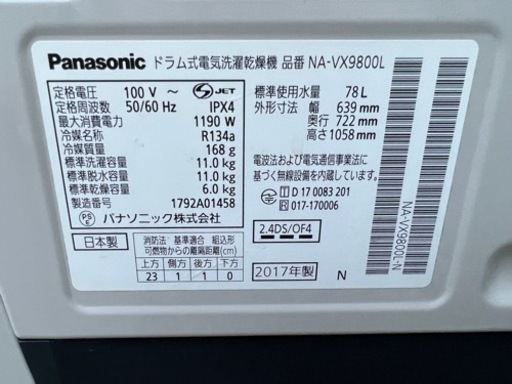 Panasonic ドラム式電気洗濯乾燥機 品番 NA-VX9800L
定格電圧 100 V ～ S JET
定格周波数 50/60 Hz IPX4
最大消費電力 1190 W
冷媒名称 R134a
冷媒質量 168 g
標準洗濯容量 11.0 kg
標準脱水容量 11.0 kg
標準乾燥容量 6.0 kg
製造番号 1792A01458
PSE パナソニック株式会社
日本製
消防法 基準適合 組込形
可燃物からの離隔距離(cm)
上方 側方 後方 下方
23 1 1 0
標準使用水量 78 L
外形寸法 幅 639 mm
奥行 722 mm
高さ 1058 mm
電波法および電気通信事業法に
基づく無線設備を内蔵しています。
T D 17 0083 201
R 017-170006
2.4DS/OF4
2017年製 N
NA-VX9800L-N